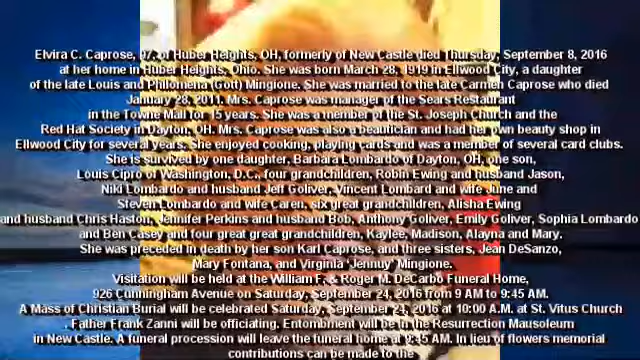 Elvira C. Caprose, 97, of Huber Heights, OH, formerly of New Castle died Thursday, September 8, 2016
at her home in Huber Heights, Ohio. She was born March 28, 1919 in Ellwood City, a daughter
of the late Louis and Philomena (Gott) Mingione. She was married to the late Carmen Caprose who died
January 28, 2011. Mrs. Caprose was manager of the Sears Restaurant
in the Towne Mall for 15 years. She was a member of the St. Joseph Church and the
Red Hat Society in Dayton, OH. Mrs. Caprose was also a beautician and had her own beauty shop in
Ellwood City for several years. She enjoyed cooking, playing cards and was a member of several card clubs.
She is survived by one daughter, Barbara Lombardo of Dayton, OH, one son,
Louis Cipro of Washington, D.C, four grandchildren, Robin Ewing and husband Jason,
Niki Lombardo and husband Jeff Goliver, Vincent Lombard and wife June and
Steven Lombardo and wife Caren, six great grandchildren, Alisha Ewing
and husband Chris Haston, Jennifer Perkins and husband Bob, Anthony Goliver, Emily Goliver, Sophia Lombardo
and Ben Casey and four great great grandchildren, Kaylee, Madison, Alayna and Mary.
She was preceded in death by her son Karl Caprose, and three sisters, Jean DeSanzo,
Mary Fontana, and Virginia 'Jennuy' Mingione.
Visitation will be held at the William F. & Roger M. DeCarbo Funeral Home,
926 Cunningham Avenue on Saturday, September 24, 2016 from 9 AM to 9:45 AM.
A Mass of Christian Burial will be celebrated Saturday, September 24, 2016 at 10:00 A.M. at St. Vitus Church
. Father Frank Zanni will be officiating. Entombment will be in the Resurrection Mausoleum
in New Castle. A funeral procession will leave the funeral home at 9:45 AM. In lieu of flowers memorial
contributions can be made to the